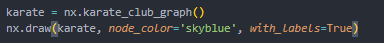 karate = nx.karate_club_graph()
nx.draw(karate, node_color='skyblue', with_labels=True)